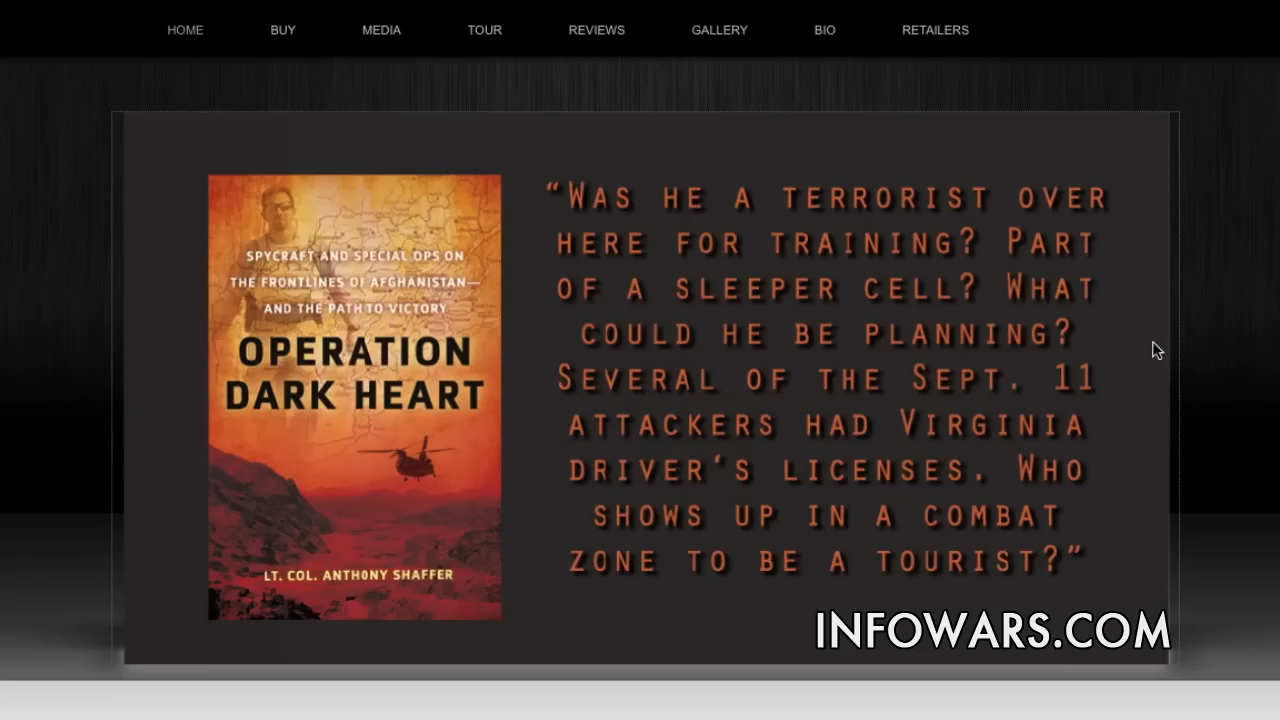 HOME BUY MEDIA TOUR REVIEWS GALLERY BIO RETAILERS
SPYCRAFT AND SPECIAL OPS ON
THE FRONTLINES OF AFGHANISTAN—
AND THE PATH TO VICTORY
OPERATION
DARK HEART
LT. COL. ANTHONY SHAFFER
“WAS HE A TERRORIST OVER
HERE FOR TRAINING? PART
OF A SLEEPER CELL? WHAT
COULD HE BE PLANNING?
SEVERAL OF THE SEPT. 11
ATTACKERS HAD VIRGINIA
DRIVER‘S LICENSES. WHO
SHOWS UP IN A COMBAT
ZONE TO BE A TOURIST?”
INFOWARS.COM